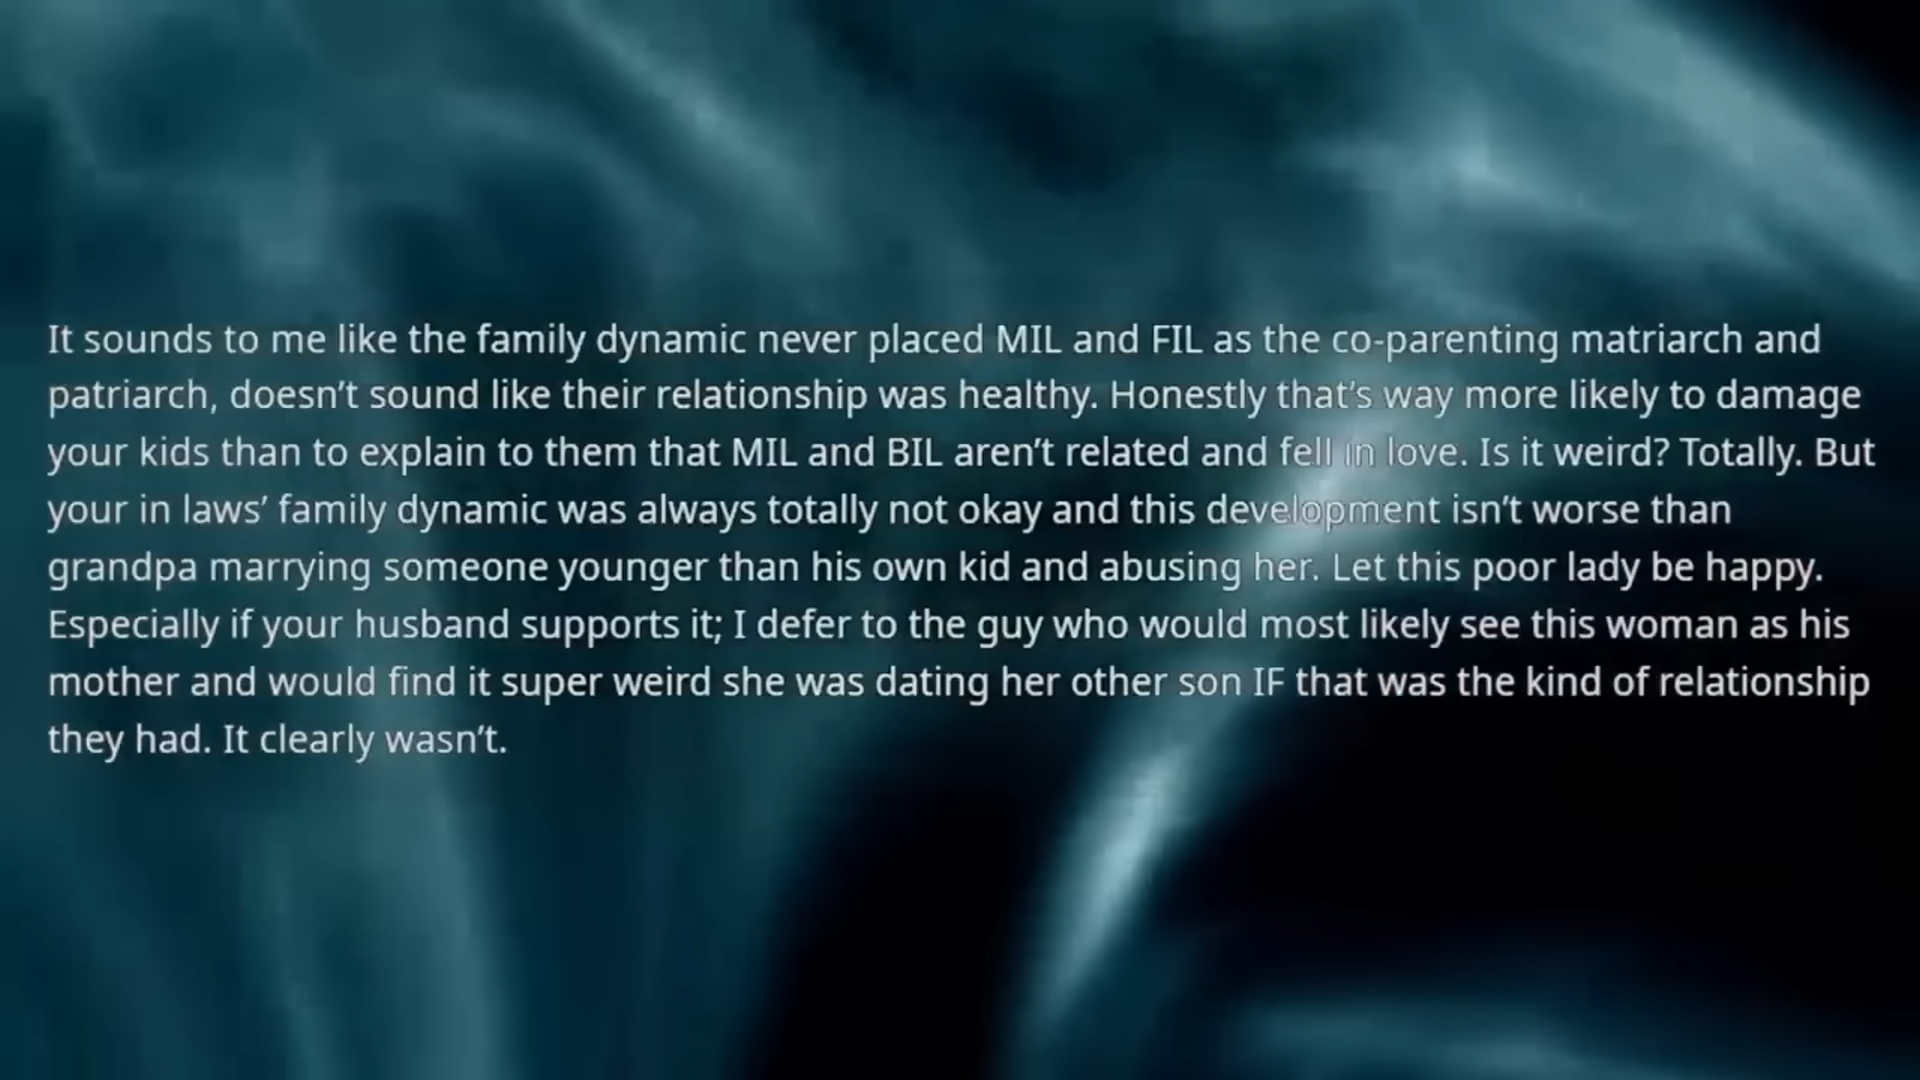 It sounds to me like the family dynamic never placed MIL and FIL as the co-parenting matriarch and
patriarch, doesn’t sound like their relationship was healthy. Honestly that’s way more likely to damage
your kids than to explain to them that MIL and BIL aren’t related and fell in love. Is it weird? Totally. But
your in laws’ family dynamic was always totally not okay and this development isn’t worse than
grandpa marrying someone younger than his own kid and abusing her. Let this poor lady be happy.
Especially if your husband supports it; I defer to the guy who would most likely see this woman as his
mother and would find it super weird she was dating her other son IF that was the kind of relationship
they had. It clearly wasn’t.